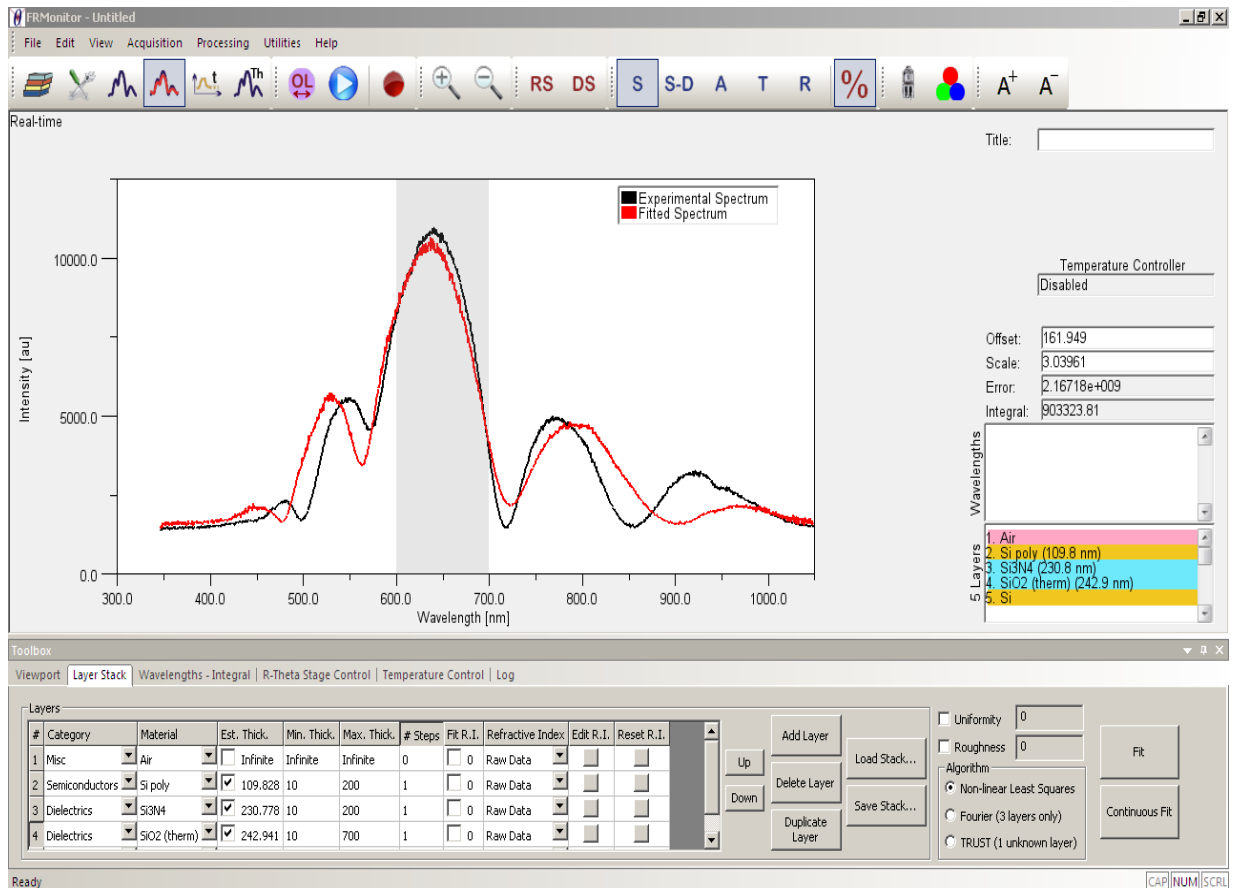 FRMonitor - Untitled
File Edit View Acquisition Processing Utilities Help
t Th OL RS DS S S-D A T R % A+ A-
Real-time
Title:
Experimental Spectrum
Fitted Spectrum
10000.0
5000.0
0.0
Intensity [au]
300.0 400.0 500.0 600.0 700.0 800.0 900.0 1000.0
Wavelength [nm]
Temperature Controller
Disabled
Offset: 161.949
Scale: 3.03961
Error: 2.16718e+009
Integral: 903323.81
Wavelengths
5 Layers
1. Air
2. Si poly (109.8 nm)
3. Si3N4 (230.8 nm)
4. SiO2 (therm) (242.9 nm)
5. Si
Toolbox
Viewport Layer Stack Wavelengths - Integral R-Theta Stage Control Temperature Control Log
Layers
# Category Material Est. Thick. Min. Thick. Max. Thick. # Steps Fit R.I. Refractive Index Edit R.I. Reset R.I.
1 Misc Air Infinite Infinite Infinite 0 0 Raw Data
2 Semiconductors Si poly 109.828 10 200 1 0 Raw Data
3 Dielectrics Si3N4 230.778 10 200 1 0 Raw Data
4 Dielectrics SiO2 (therm) 242.941 10 700 1 0 Raw Data
Up
Down
Add Layer
Delete Layer
Duplicate
Layer
Load Stack...
Save Stack...
Uniformity 0
Roughness 0
Algorithm
Non-linear Least Squares
Fourier (3 layers only)
TRUST (1 unknown layer)
Fit
Continuous Fit
Ready
CAP NUM SCRL